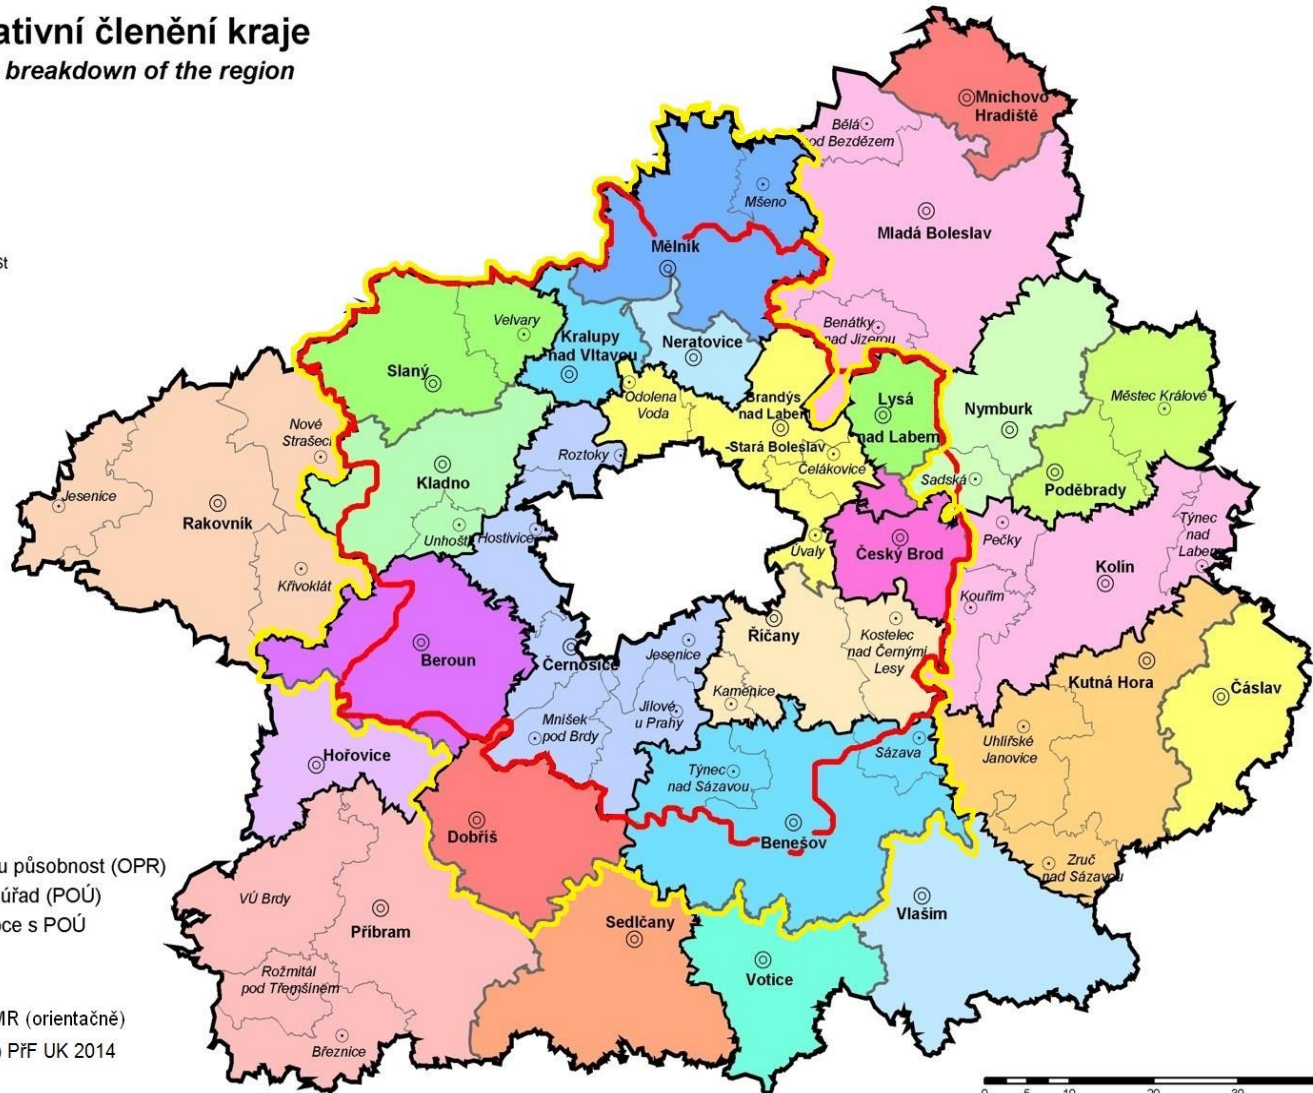 ativní členění kraje
breakdown of the region
st
Mnichovo
Hradiště
Bělá
pod Bezdězem
Mšeno
Mladá Boleslav
Mělník
Benátky
nad Jizerou
Velvary
Kralupy
nad Vltavou
Neratovice
Slaný
Odolena
Voda
Brandýs
nad Labem
-Stará Boleslav
Lysá
nad Labem
Nymburk
Městec Králové
Nové
Strašecí
Roztoky
Čelákovice
Sadská
Poděbrady
Kladno
Jesenice
Rakovník
Unhošť
Hostivice
Úvaly
Český Brod
Pečky
Týnec
nad
Labem
Kolín
Křivoklát
Kouřim
Beroun
Černošice
Jesenice
Říčany
Kostelec
nad Černými
Lesy
Kutná Hora
Čáslav
Kamenice
Jílové
u Prahy
Mníšek
pod Brdy
Uhlířské
Janovice
Hořovice
Týnec
nad Sázavou
Sázava
Dobříš
Benešov
Zruč
nad Sázavou
u působnost (OPR)
úřad (POÚ)
ce s POÚ
VÚ Brdy
Příbram
Sedlčany
Vlašim
Votice
Rožmitál
pod Třemšínem
MR (orientačně)
) PřF UK 2014
Březnice
0 5 10 20 30